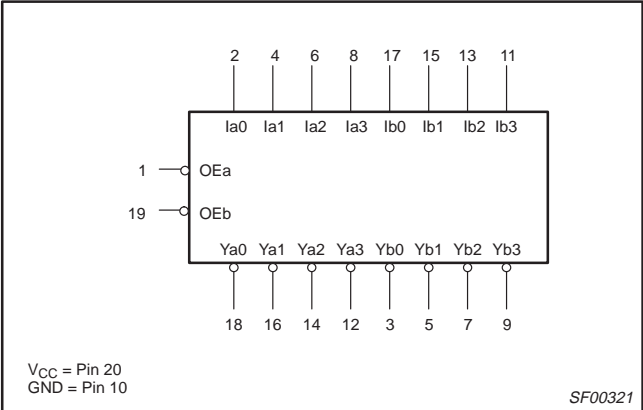 2 4 6 8 17 15 13 11
Ia0 Ia1 Ia2 Ia3 Ib0 Ib1 Ib2 Ib3
1 OEa
19 OEb
Ya0 Ya1 Ya2 Ya3 Yb0 Yb1 Yb2 Yb3
18 16 14 12 3 5 7 9
VCC = Pin 20
GND = Pin 10
SF00321